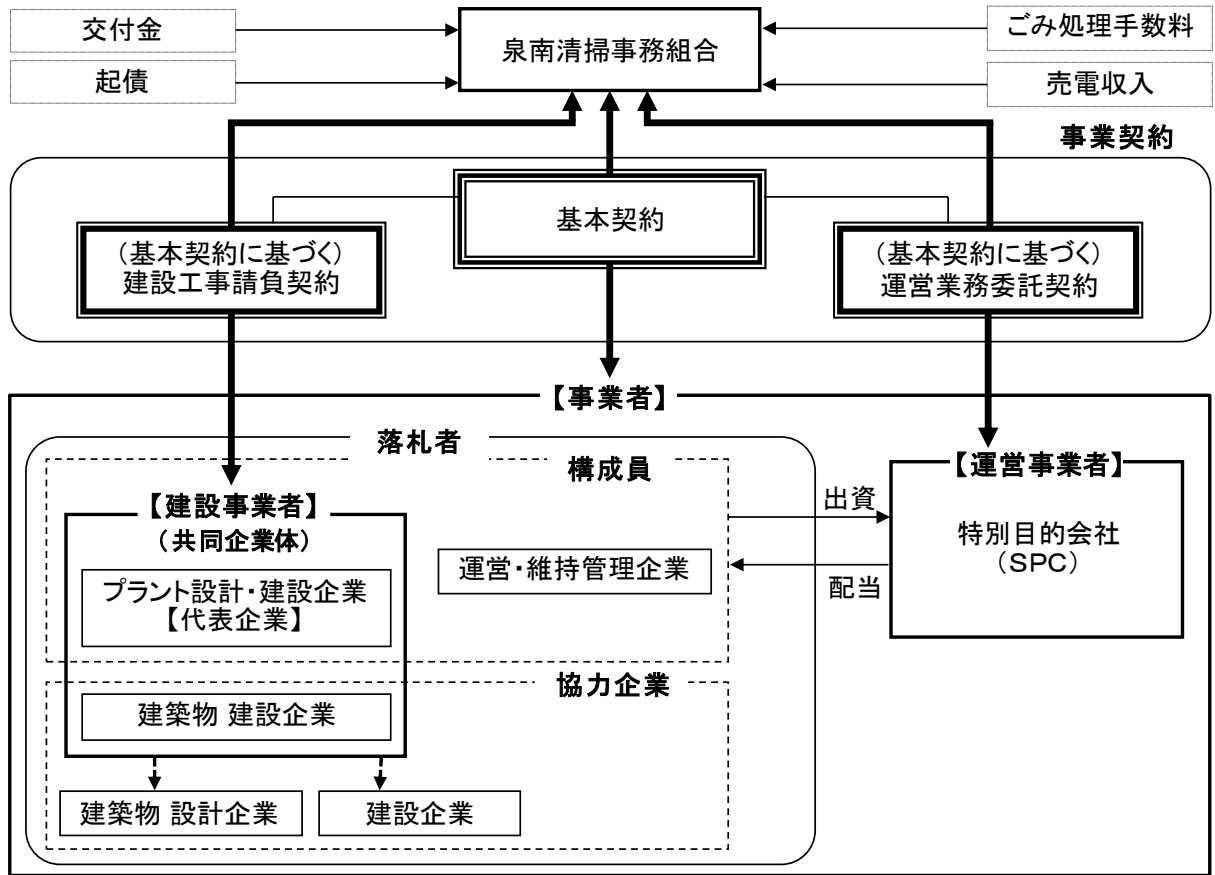 交付金
起債
泉南清掃事務組合
ごみ処理手数料
売電収入
事業契約
基本契約
(基本契約に基づく)
建設工事請負契約
(基本契約に基づく)
運営業務委託契約
【事業者】
落札者
構成員
【建設事業者】
(共同企業体)
プラント設計・建設企業
【代表企業】
運営・維持管理企業
出資
配当
【運営事業者】
特別目的会社
(SPC)
協力企業
建築物 建設企業
建築物 設計企業
建設企業